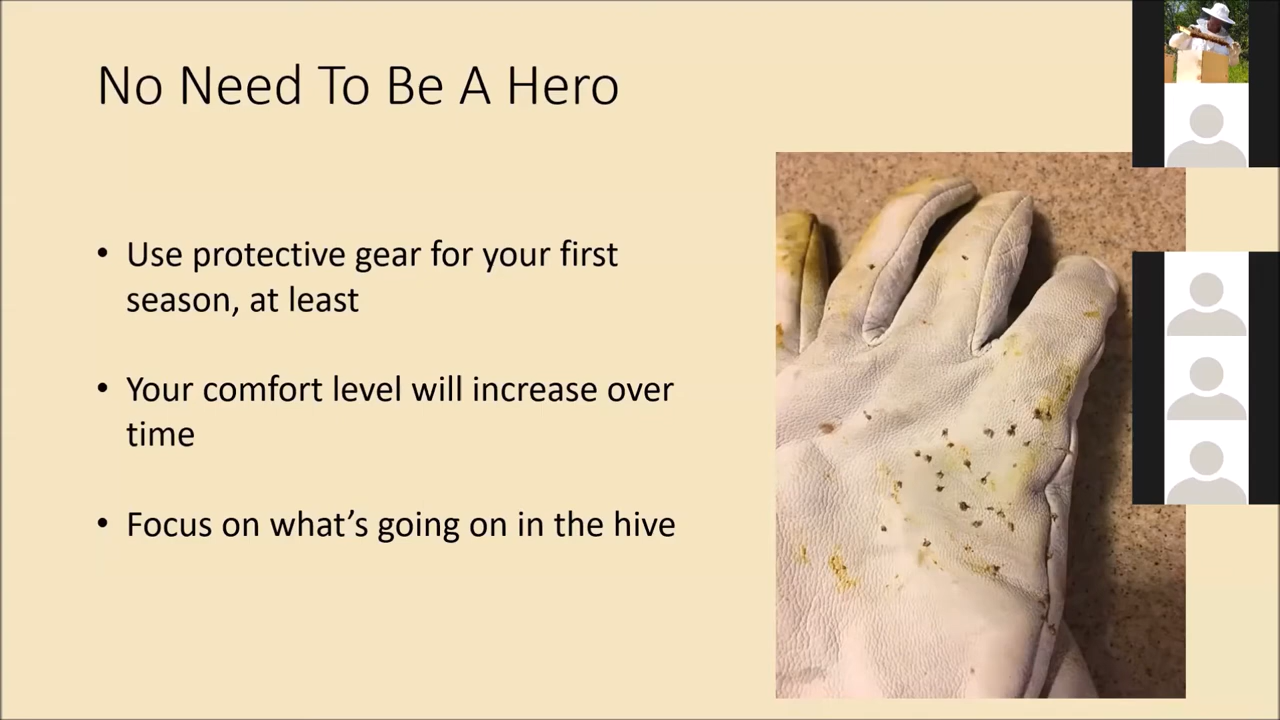 No Need To Be A Hero
• Use protective gear for your first
season, at least
• Your comfort level will increase over
time
• Focus on what’s going on in the hive